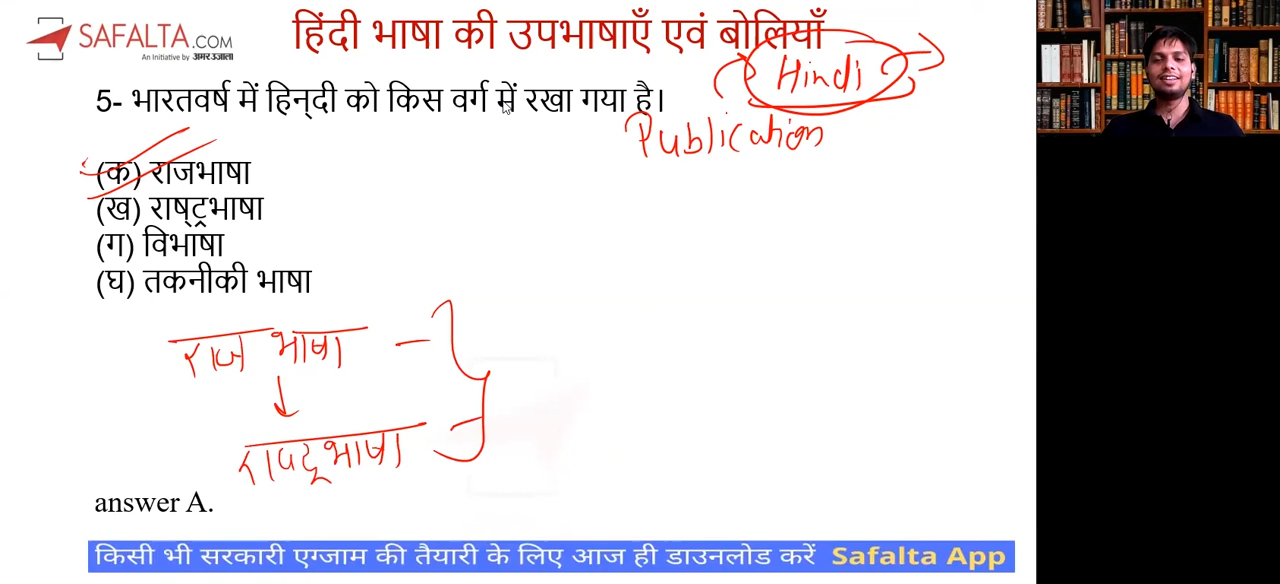 SAFALTA.COM
An Initiative by अमर उजाला
हिंदी भाषा की उपभाषाएँ एवं बोलियाँ
Hindi
5- भारतवर्ष में हिन्‌दी को किस वर्ग में रखा गया है।
Publication
(क) राजभाषा
(ख) राष्‌ट्रभाषा
(ग) विभाषा
(घ) तकनीकी भाषा
राज भाषा
राष्ट्रभाषा
answer A.
किसी भी सरकारी एग्जाम की तैयारी के लिए आज ही डाउनलोड करें Safalta App